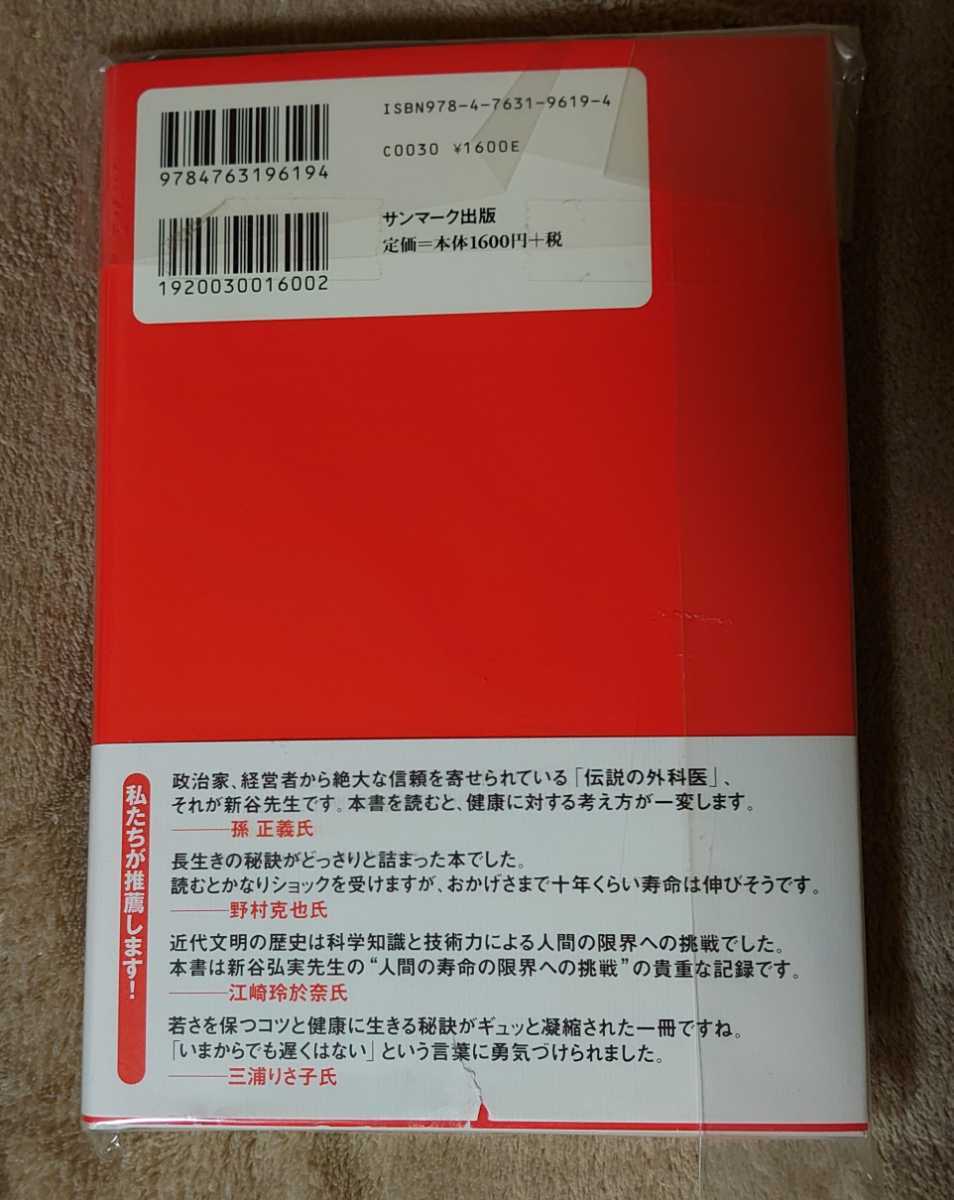 ISBN978-4-7631-9619-4
C0030 ¥1600E
9784763196194
サンマーク出版
定価=本体1600円+税
1920030016002
私たちが推薦します!
政治家、経営者から絶大な信頼を寄せられている「伝説の外科医」、
それが新谷先生です。本書を読むと、健康に対する考え方が一変します。
———孫 正義氏
長生きの秘訣がどっさりと詰まった本でした。
読むとかなりショックを受けますが、おかげさまで十年くらい寿命は伸びそうです。
———野村克也氏
近代文明の歴史は科学知識と技術力による人間の限界への挑戦でした。
本書は新谷弘実先生の“人間の寿命の限界への挑戦”の貴重な記録です。
———江崎玲於奈氏
若さを保つコツと健康に生きる秘訣がギュッと凝縮された一冊ですね。
「いまからでも遅くはない」という言葉に勇気づけられました。
———三浦りさ子氏